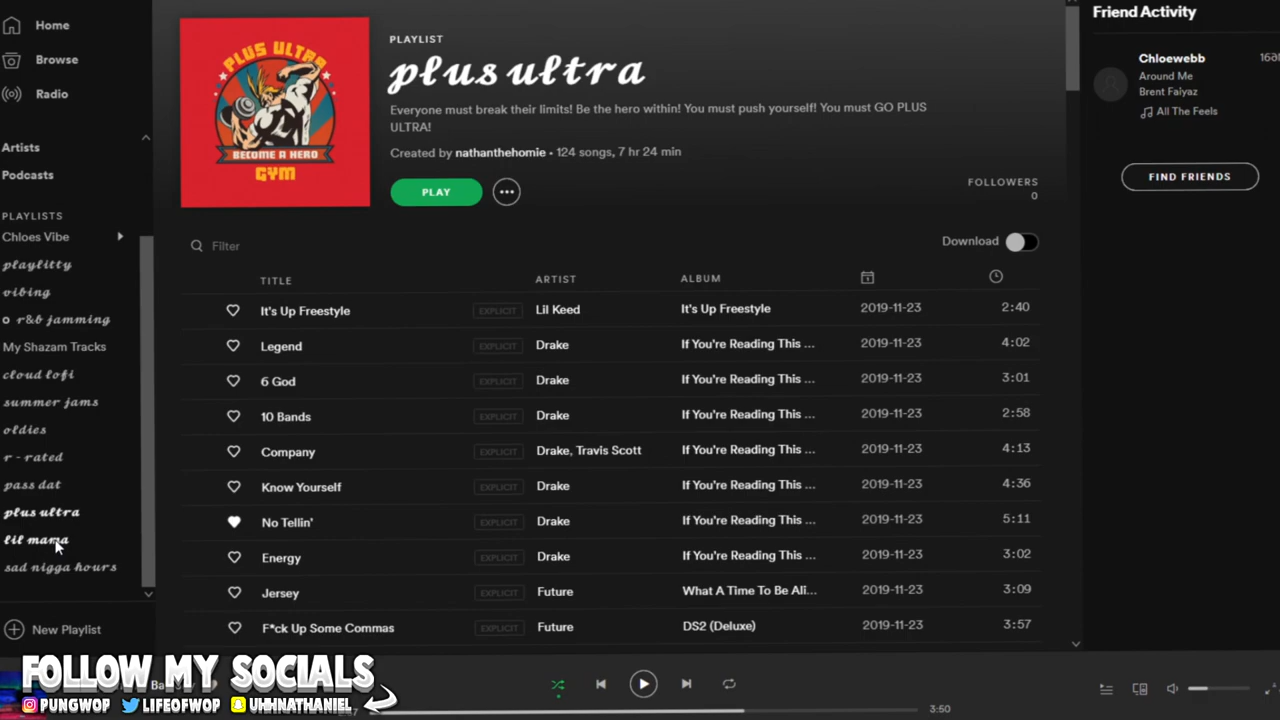 Home
Browse
Radio
Artists
Podcasts
PLAYLISTS
Chloes Vibe
playlitty
vibing
r&b jamming
My Shazam Tracks
cloud lofi
summer jams
oldies
r - rated
pass dat
plus ultra
lil mama
sad nigga hours
New Playlist
PLUS ULTRA
BECOME A HERO
GYM
PLAYLIST
plus ultra
Everyone must break their limits! Be the hero within! You must push yourself! You must GO PLUS
ULTRA!
Created by nathanthehomie • 124 songs, 7 hr 24 min
PLAY
FOLLOWERS
0
Filter
Download
TITLE ARTIST ALBUM
It's Up Freestyle EXPLICIT Lil Keed It's Up Freestyle 2019-11-23 2:40
Legend EXPLICIT Drake If You're Reading This ... 2019-11-23 4:02
6 God EXPLICIT Drake If You're Reading This ... 2019-11-23 3:01
10 Bands EXPLICIT Drake If You're Reading This ... 2019-11-23 2:58
Company EXPLICIT Drake, Travis Scott If You're Reading This ... 2019-11-23 4:13
Know Yourself EXPLICIT Drake If You're Reading This ... 2019-11-23 4:36
No Tellin' EXPLICIT Drake If You're Reading This ... 2019-11-23 5:11
Energy EXPLICIT Drake If You're Reading This ... 2019-11-23 3:02
Jersey EXPLICIT Future What A Time To Be Ali... 2019-11-23 3:09
F*ck Up Some Commas EXPLICIT Future DS2 (Deluxe) 2019-11-23 3:57
Friend Activity
Chloewebb
Around Me
Brent Faiyaz
All The Feels
FIND FRIENDS
FOLLOW MY SOCIALS
PUNGWOP LIFEOFWOP UHHNATHANIEL
3:50